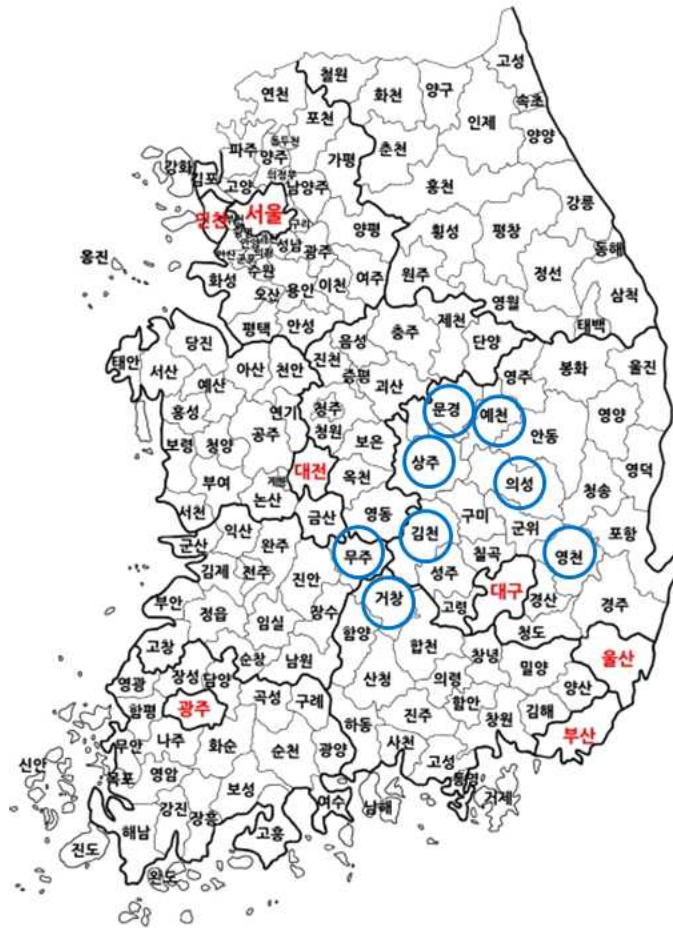 고성
철원
양구
화천
연천
속초
포천
인제
양양
동두천
파주
양주
춘천
가평
강화
의정부
김포
고양
남양주
홍천
강릉
서울
인천
구리
양평
횡성
평창
동해
옹진
성남
광주
정선
수원
여주
원주
화성
이천
삼척
오산
용안
영월
평택
안성
태백
제천
충주
음성
단양
당진
태안
서산
아산
천안
진천
봉화
울진
증평
괴산
영주
예산
문경
예천
영양
홍성
연기
청주
안동
공주
청원
보령
청양
보은
상주
영덕
대전
옥천
의성
청송
부여
계룡
논산
서천
금산
영동
구미
군위
포항
군산
익산
완주
무주
김천
칠곡
영천
김제
전주
진안
성주
대구
부안
거창
고령
경산
경주
정읍
임실
장수
함양
청도
고창
순창
남원
합천
창녕
밀양
울산
영광
장성
담양
산청
의령
양산
함평
광주
곡성
구례
함안
김해
나주
화순
하동
진주
창원
부산
무안
순천
광양
사천
신안
목포
영암
고성
보성
통영
강진
장흥
여수
남해
거제
해남
고흥
진도
완도